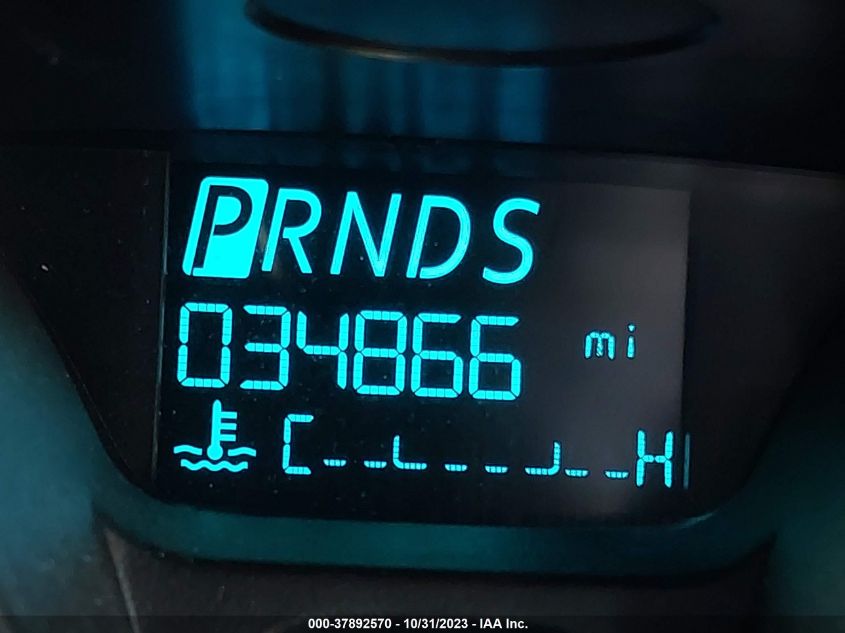 PRNDS
034866 mi
C H
000-37892570 - 10/31/2023 - IAA Inc.